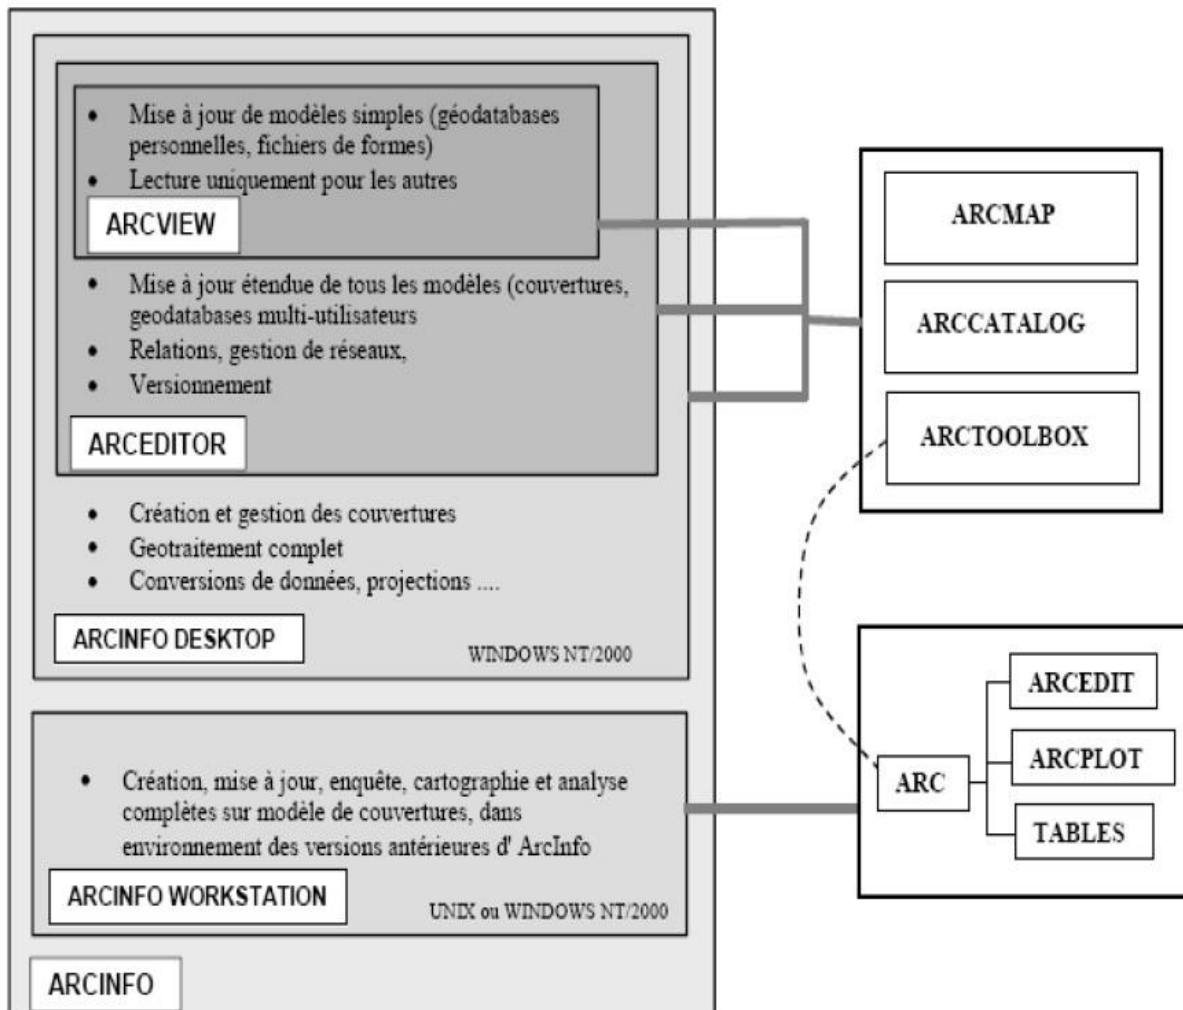 • Mise à jour de modèles simples (géodatabases
personnelles, fichiers de formes)
• Lecture uniquement pour les autres
ARCVIEW
• Mise à jour étendue de tous les modèles (couvertures,
geodatabases multi-utilisateurs
• Relations, gestion de réseaux,
• Versionnement
ARCEDITOR
• Création et gestion des couvertures
• Geotraitement complet
• Conversions de données, projections ....
ARCINFO DESKTOP
WINDOWS NT/2000
• Création, mise à jour, enquête, cartographie et analyse
complètes sur modèle de couvertures, dans
environnement des versions antérieures d' ArcInfo
ARCINFO WORKSTATION
UNIX ou WINDOWS NT/2000
ARCINFO
ARCMAP
ARCCATALOG
ARCTOOLBOX
ARC
ARCEDIT
ARCPLOT
TABLES